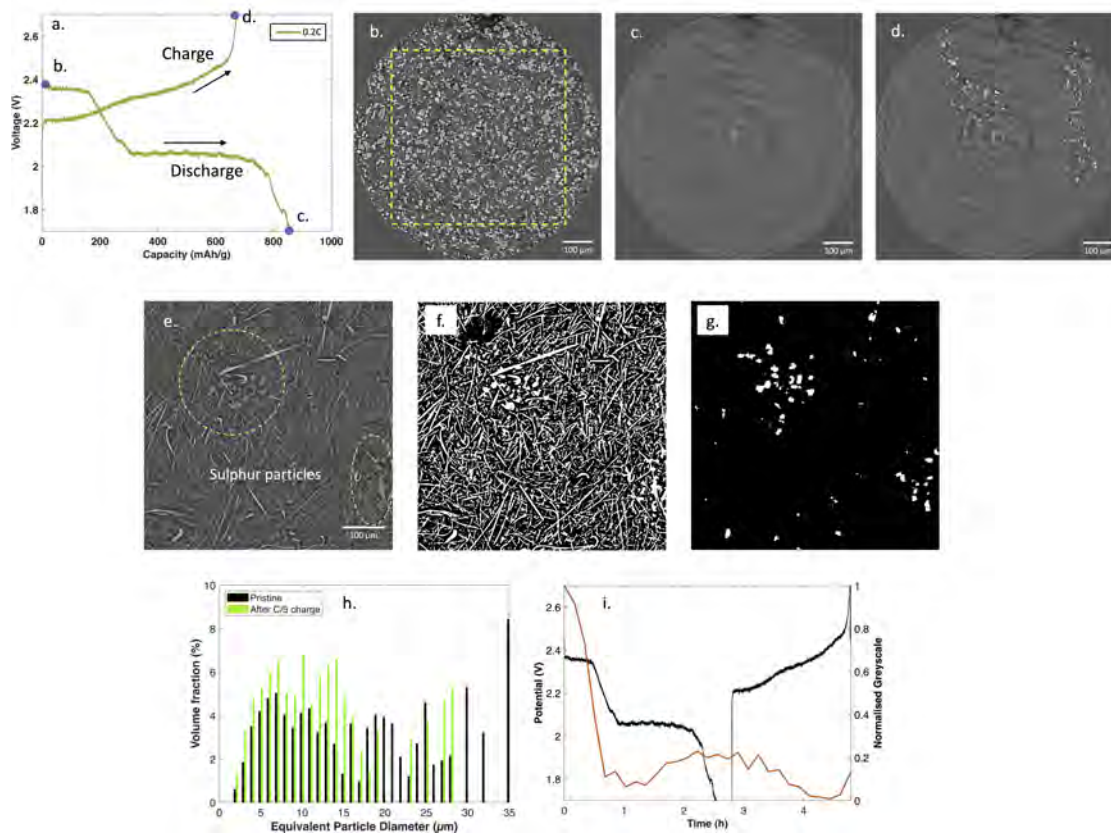 a.
d.
0.2C
Charge
b.
Discharge
c.
2.6
2.4
2.2
2
1.8
Voltage (V)
0 200 400 600 800 1000
Capacity (mAh/g)
b.
100 µm
c.
100 µm
d.
100 µm
e.
Sulphur particles
100 µm
f.
g.
h.
Pristine
After C/5 charge
10
8
6
4
2
0
Volume fraction (%)
0 5 10 15 20 25 30 35
Equivalent Particle Diameter (µm)
i.
2.6
2.4
2.2
2
1.8
Potential (V)
1
0.8
0.6
0.4
0.2
0
Normalised Greyscale
0 2 4
Time (h)